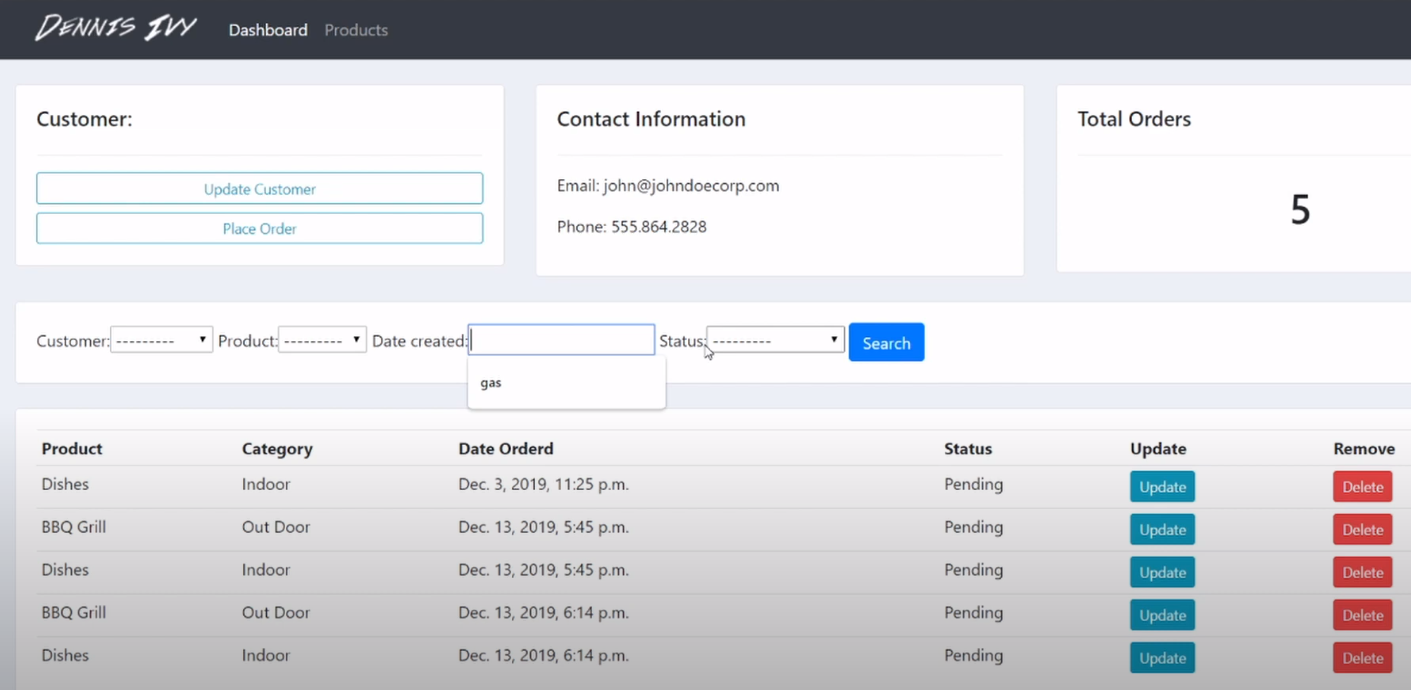 DENNIS IVY Dashboard Products
Customer: Contact Information Total Orders
Update Customer Email: john@johndoecorp.com 5
Place Order Phone: 555.864.2828
Customer: --------- Product: --------- Date created: Status: --------- Search
gas
Product Category Date Orderd Status Update Remove
Dishes Indoor Dec. 3, 2019, 11:25 p.m. Pending Update Delete
BBQ Grill Out Door Dec. 13, 2019, 5:45 p.m. Pending Update Delete
Dishes Indoor Dec. 13, 2019, 5:45 p.m. Pending Update Delete
BBQ Grill Out Door Dec. 13, 2019, 6:14 p.m. Pending Update Delete
Dishes Indoor Dec. 13, 2019, 6:14 p.m. Pending Update Delete